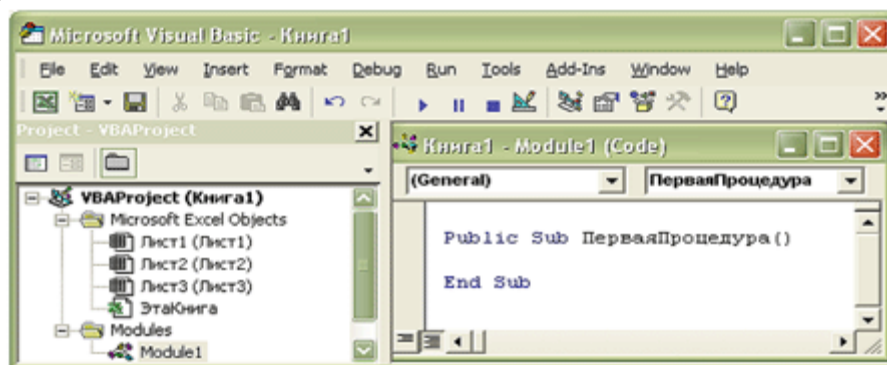 Microsoft Visual Basic - Книга1
File Edit View Insert Format Debug Run Tools Add-Ins Window Help
Project - VBAProject
VBAProject (Книга1)
Microsoft Excel Objects
Лист1 (Лист1)
Лист2 (Лист2)
Лист3 (Лист3)
ЭтаКнига
Modules
Module1
Книга1 - Module1 (Code)
(General) ПерваяПроцедура
Public Sub ПерваяПроцедура()
End Sub